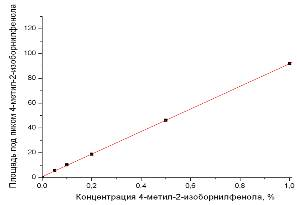 Площадь под пиком 4-метил-2-изоборнилфенола
120
100
80
60
40
20
0
0,0 0,2 0,4 0,6 0,8 1,0
Концентрация 4-метил-2-изоборнилфенола, %